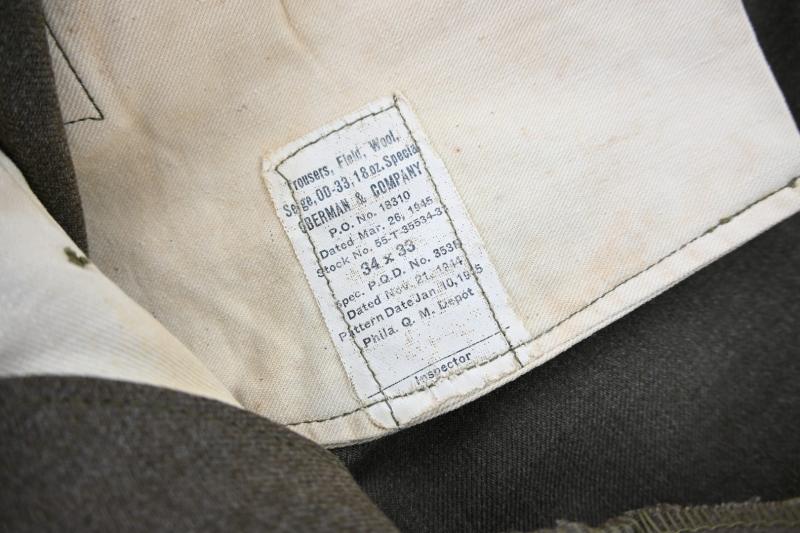 Trousers, Field, Wool,
Serge, OD-33, 18 oz. Special
OBERMAN & COMPANY
P.O. No. 18310
Dated Mar. 26, 1945
Stock No. 55-T-35534-3
34 x 33
Spec. P.Q.D. No. 353
Dated Nov. 21, 1944
Pattern Date Jan. 10, 1945
Phila. Q. M. Depot
Inspector